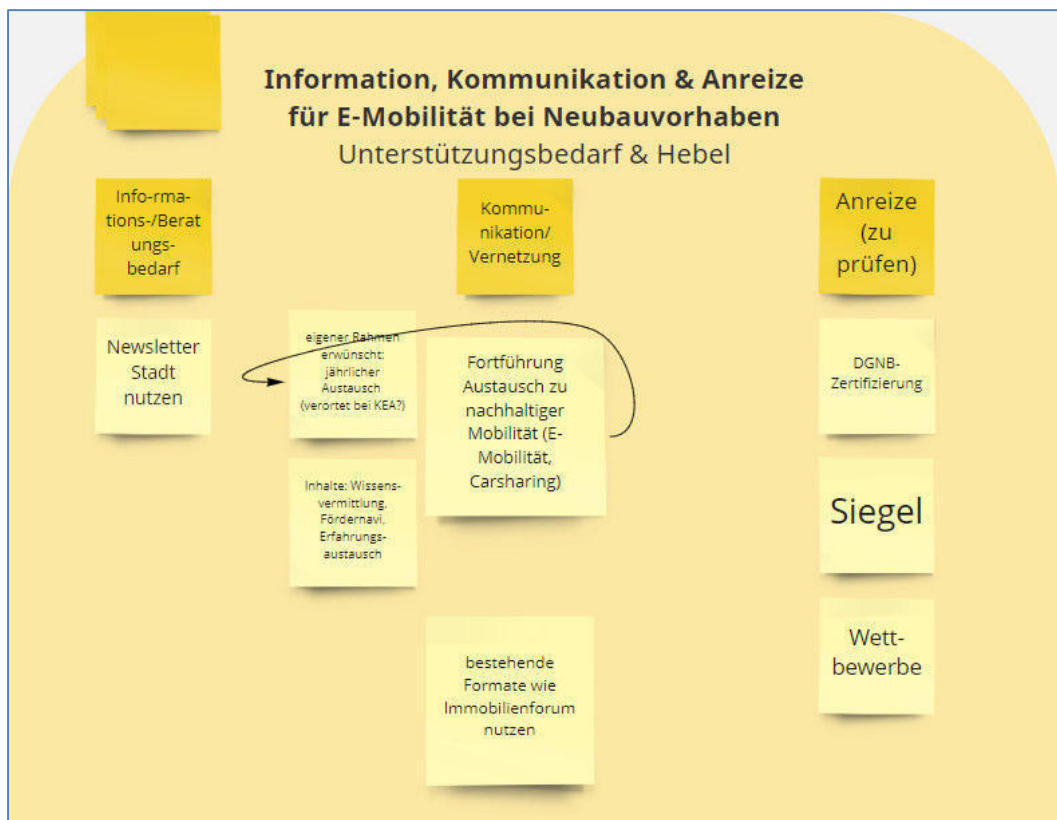 Information, Kommunikation & Anreize
für E-Mobilität bei Neubauvorhaben
Unterstützungsbedarf & Hebel
Info-rma-
tions-/Berat
ungs-
bedarf
Kommu-
nikation/
Vernetzung
Anreize
(zu
prüfen)
Newsletter
Stadt
nutzen
eigener Rahmen
erwünscht:
jährlicher
Austausch
(verortet bei KEA?)
Fortführung
Austausch zu
nachhaltiger
Mobilität (E-
Mobilität,
Carsharing)
DGNB-
Zertifizierung
Inhalte: Wissens-
vermittlung,
Fördernavi,
Erfahrungs-
austausch
Siegel
bestehende
Formate wie
Immobilienforum
nutzen
Wett-
bewerbe